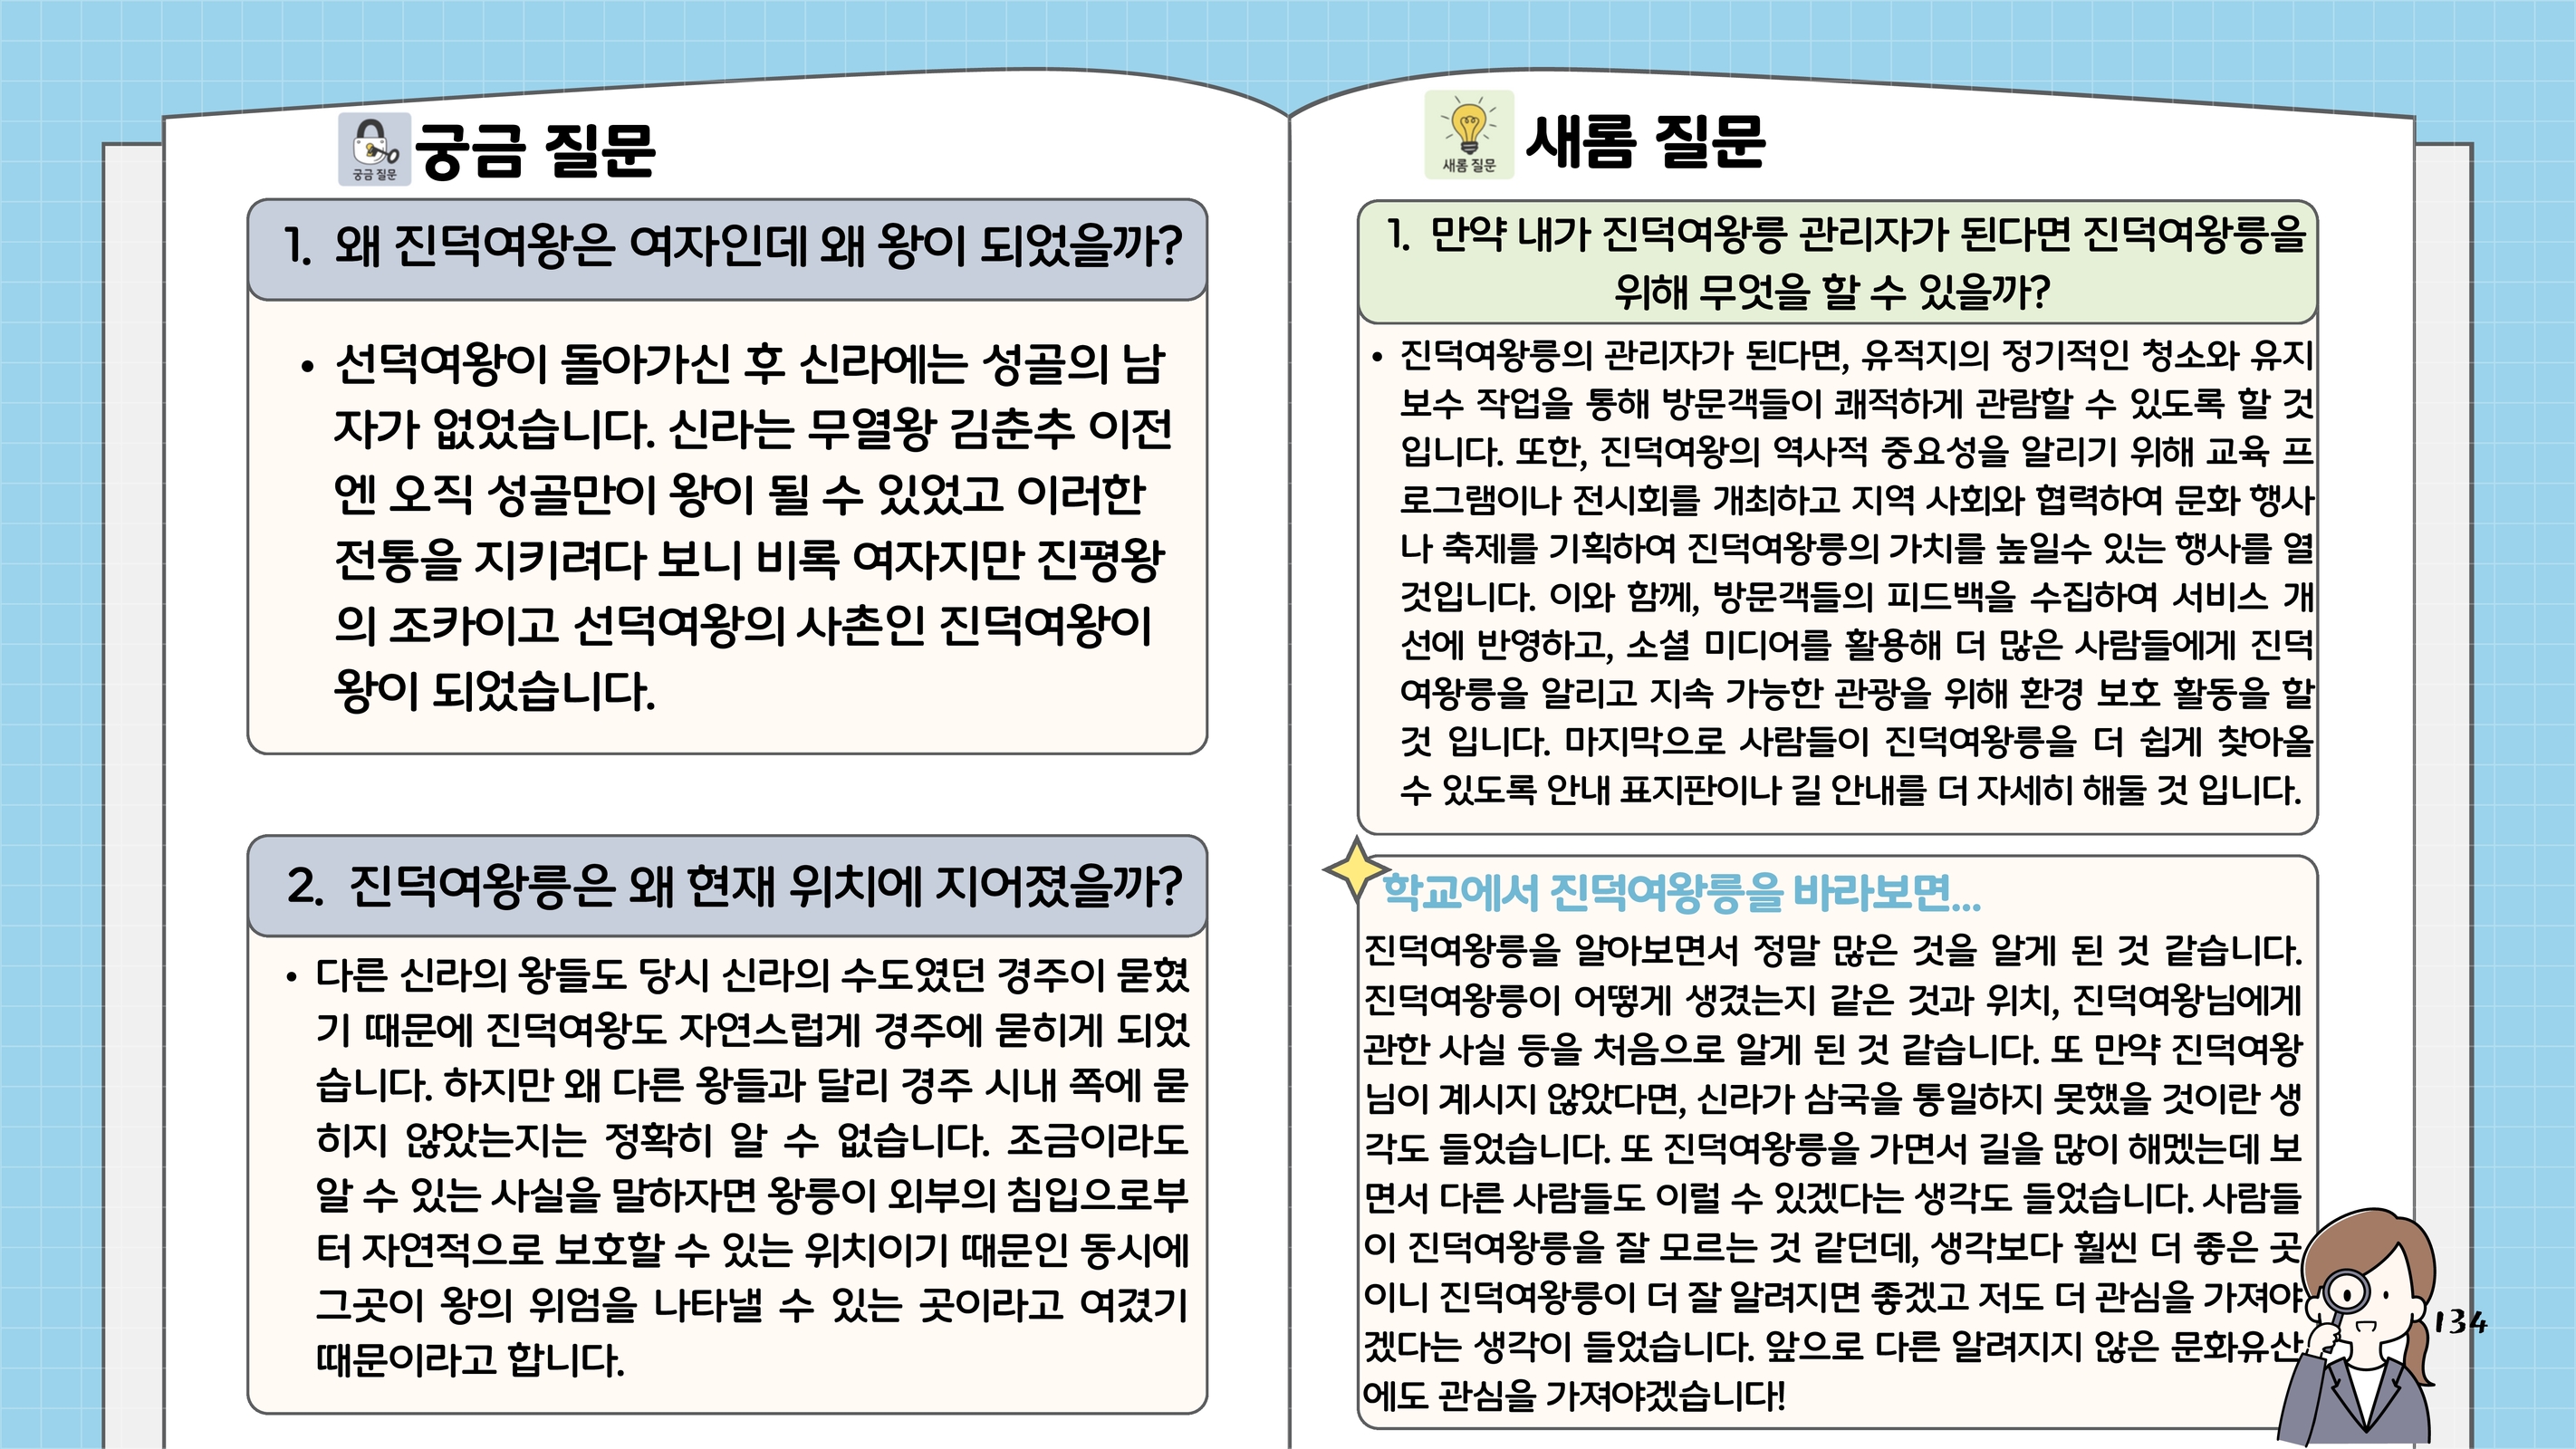 궁금 질문
궁금 질문
1. 왜 진덕여왕은 여자인데 왜 왕이 되었을까?
• 선덕여왕이 돌아가신 후 신라에는 성골의 남
자가 없었습니다. 신라는 무열왕 김춘추 이전
엔 오직 성골만이 왕이 될 수 있었고 이러한
전통을 지키려다 보니 비록 여자지만 진평왕
의 조카이고 선덕여왕의 사촌인 진덕여왕이
왕이 되었습니다.
2. 진덕여왕릉은 왜 현재 위치에 지어졌을까?
• 다른 신라의 왕들도 당시 신라의 수도였던 경주이 묻혔
기 때문에 진덕여왕도 자연스럽게 경주에 묻히게 되었
습니다. 하지만 왜 다른 왕들과 달리 경주 시내 쪽에 묻
히지 않았는지는 정확히 알 수 없습니다. 조금이라도
알 수 있는 사실을 말하자면 왕릉이 외부의 침입으로부
터 자연적으로 보호할 수 있는 위치이기 때문인 동시에
그곳이 왕의 위엄을 나타낼 수 있는 곳이라고 여겼기
때문이라고 합니다.
새롬 질문
새롬 질문
1. 만약 내가 진덕여왕릉 관리자가 된다면 진덕여왕릉을
위해 무엇을 할 수 있을까?
• 진덕여왕릉의 관리자가 된다면, 유적지의 정기적인 청소와 유지
보수 작업을 통해 방문객들이 쾌적하게 관람할 수 있도록 할 것
입니다. 또한, 진덕여왕의 역사적 중요성을 알리기 위해 교육 프
로그램이나 전시회를 개최하고 지역 사회와 협력하여 문화 행사
나 축제를 기획하여 진덕여왕릉의 가치를 높일수 있는 행사를 열
것입니다. 이와 함께, 방문객들의 피드백을 수집하여 서비스 개
선에 반영하고, 소셜 미디어를 활용해 더 많은 사람들에게 진덕
여왕릉을 알리고 지속 가능한 관광을 위해 환경 보호 활동을 할
것 입니다. 마지막으로 사람들이 진덕여왕릉을 더 쉽게 찾아올
수 있도록 안내 표지판이나 길 안내를 더 자세히 해둘 것 입니다.
학교에서 진덕여왕릉을 바라보면...
진덕여왕릉을 알아보면서 정말 많은 것을 알게 된 것 같습니다.
진덕여왕릉이 어떻게 생겼는지 같은 것과 위치, 진덕여왕님에게
관한 사실 등을 처음으로 알게 된 것 같습니다. 또 만약 진덕여왕
님이 계시지 않았다면, 신라가 삼국을 통일하지 못했을 것이란 생
각도 들었습니다. 또 진덕여왕릉을 가면서 길을 많이 해멨는데 보
면서 다른 사람들도 이럴 수 있겠다는 생각도 들었습니다. 사람들
이 진덕여왕릉을 잘 모르는 것 같던데, 생각보다 훨씬 더 좋은 곳
이니 진덕여왕릉이 더 잘 알려지면 좋겠고 저도 더 관심을 가져야
겠다는 생각이 들었습니다. 앞으로 다른 알려지지 않은 문화유산
에도 관심을 가져야겠습니다!
134